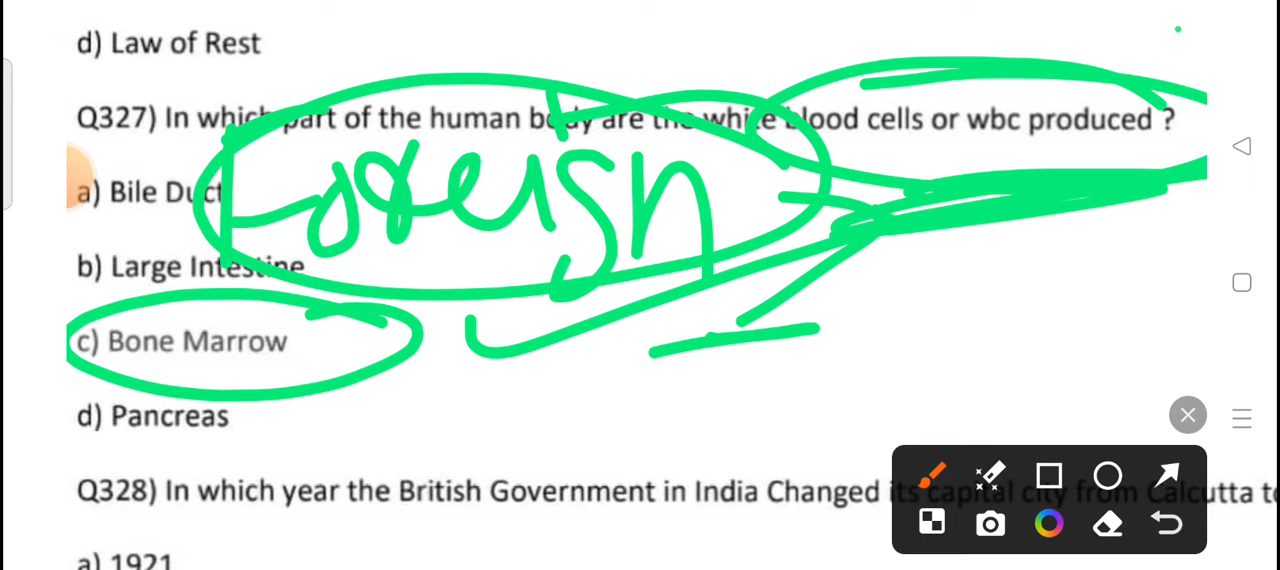 d) Law of Rest
Q327) In which part of the human body are the white blood cells or wbc produced ?
a) Bile Duct
Foreign
b) Large Intestine
c) Bone Marrow
d) Pancreas
Q328) In which year the British Government in India Changed its capital city from Calcutta to
a) 1921